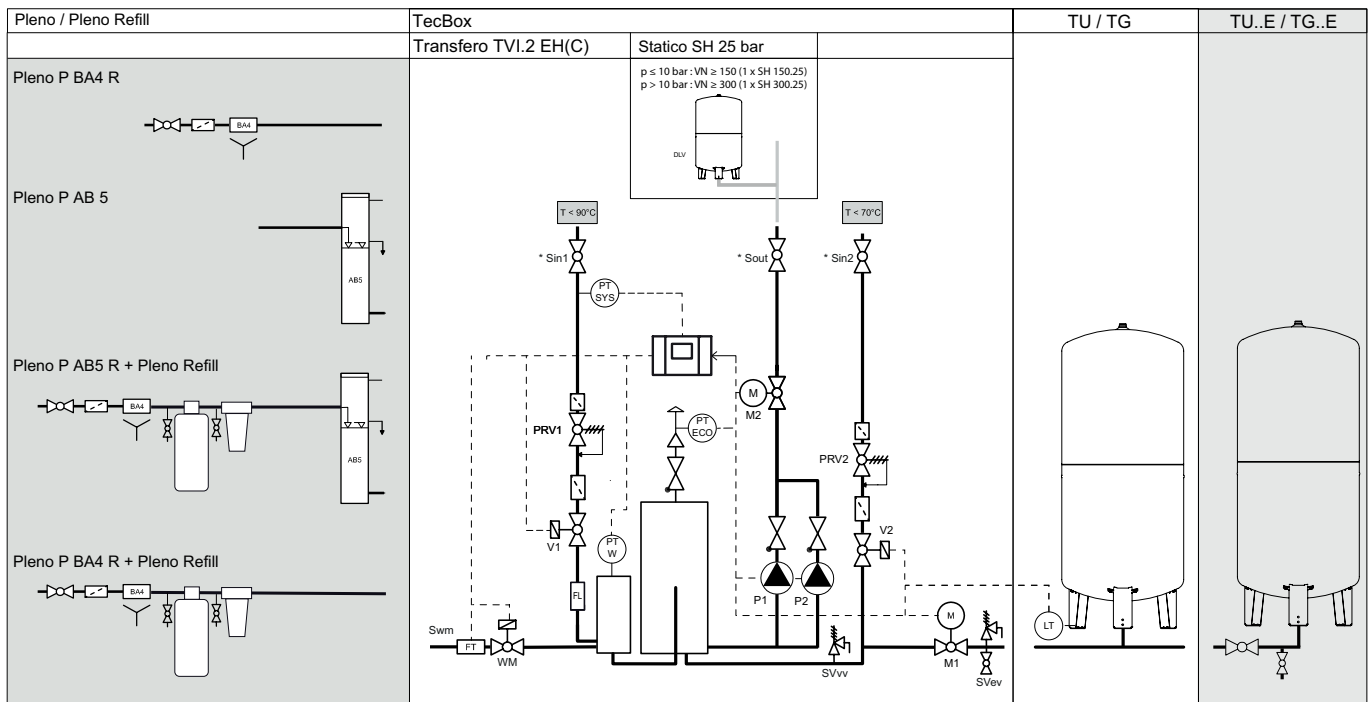 Pleno / Pleno Refill
TecBox
TU / TG
TU..E / TG..E
Transfero TVI.2 EH(C)
Statico SH 25 bar
p ≤ 10 bar : VN ≥ 150 (1 x SH 150.25)
p > 10 bar : VN ≥ 300 (1 x SH 300.25)
DLV
Pleno P BA4 R
BA4
Pleno P AB 5
AB5
Pleno P AB5 R + Pleno Refill
BA4
AB5
Pleno P BA4 R + Pleno Refill
BA4
T < 90°C
T < 70°C
* Sin1
* Sout
* Sin2
PT
SYS
M
M2
PRV1
PT
ECO
PRV2
V1
PT
W
V2
FL
P1
P2
Swm
FT
WM
SVvv
M
M1
SVev
LT